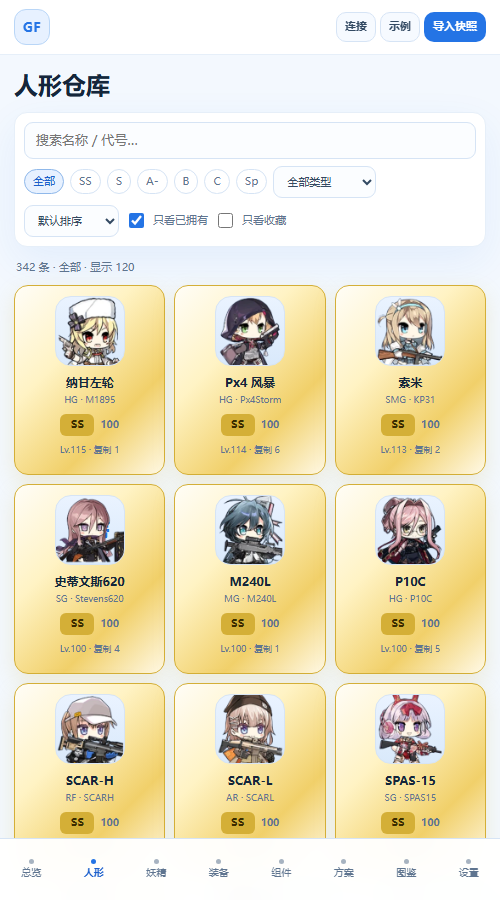 GF 连接 示例 导入快照
人形仓库
搜索名称 / 代号...
全部 SS S A- B C Sp 全部类型
默认排序 只看已拥有 只看收藏
342 条 · 全部 · 显示 120
纳甘左轮 Px4 风暴 索米
HG · M1895 HG · Px4Storm SMG · KP31
SS 100 SS 100 SS 100
Lv.115 · 复制 1 Lv.114 · 复制 6 Lv.113 · 复制 2
史蒂文斯620 M240L P10C
SG · Stevens620 MG · M240L HG · P10C
SS 100 SS 100 SS 100
Lv.100 · 复制 4 Lv.100 · 复制 1 Lv.100 · 复制 5
SCAR-H SCAR-L SPAS-15
RF · SCARH AR · SCARL SG · SPAS15
SS 100 SS 100 SS 100
总览 人形 妖精 装备 组件 方案 图鉴 设置